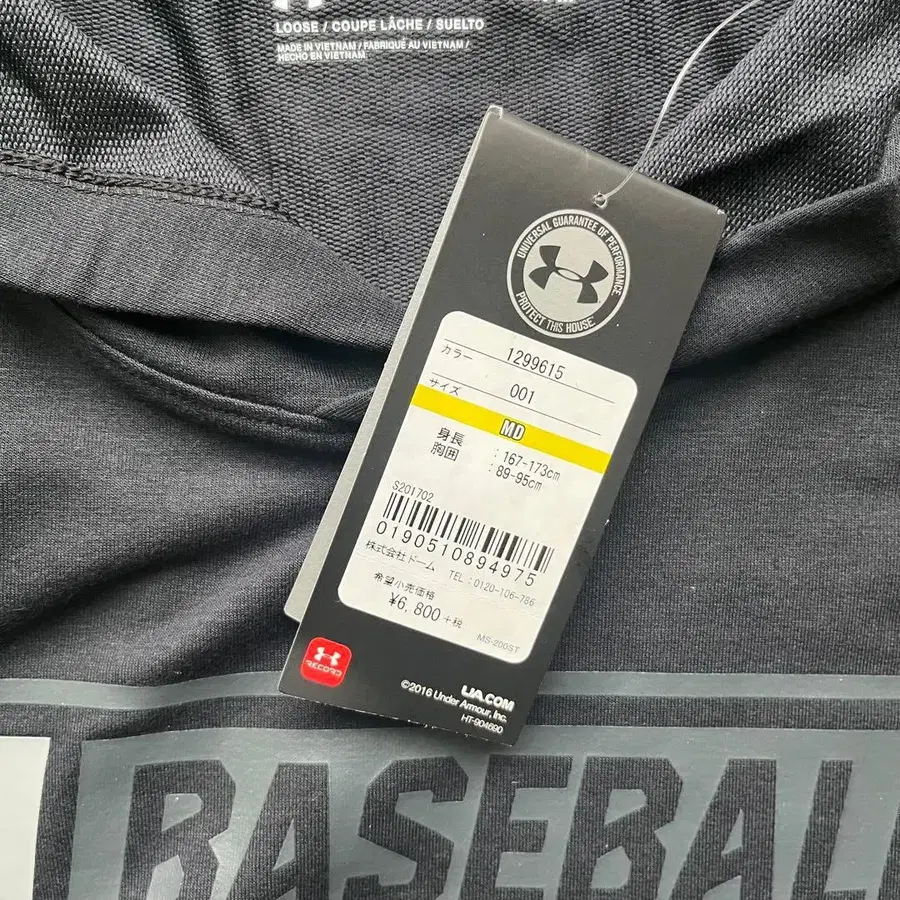 LOOSE / COUPE LÂCHE / SUELTO
MADE IN VIETNAM / FABRIQUÉ AU VIETNAM /
HECHO EN VIETNAM
UNIVERSAL GUARANTEE OF PERFORMANCE
PROTECT THIS HOUSE
カラー 1299615
サイズ 001
MD
身長 :167-173cm
胸囲 :89-95cm
S201702
0190510894975
株式会社ドーム TEL:0120-106-786
希望小売価格
¥6,800+税
MS-200ST
RECORD
UA.COM
©2016 Under Armour, Inc.
HT-904690
BASEBALL